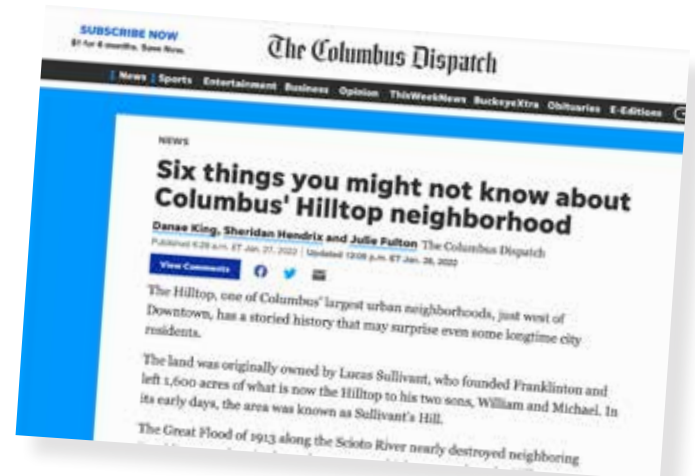 SUBSCRIBE NOW
$1 for 6 months. Save Now.
The Columbus Dispatch
News Sports Entertainment Business Opinion ThisWeekNews BuckeyeXtra Obituaries E-Editions
NEWS
Six things you might not know about
Columbus' Hilltop neighborhood
Danae King, Sheridan Hendrix and Julie Fulton The Columbus Dispatch
Published a.m. ET Jan. 27, 2022 Updated p.m. ET Jan. 2022
View Comments
The Hilltop, one of Columbus' largest urban neighborhoods, just west of
Downtown, has a storied history that may surprise even some longtime city
residents.
The land was originally owned by Lucas Sullivant, who founded Franklinton and
left 1,600 acres of what is now the Hilltop to his two sons, William and Michael. In
its early days, the area was known as Sullivant's Hill.
The Great Flood of 1913 along the Scioto River nearly destroyed neighboring